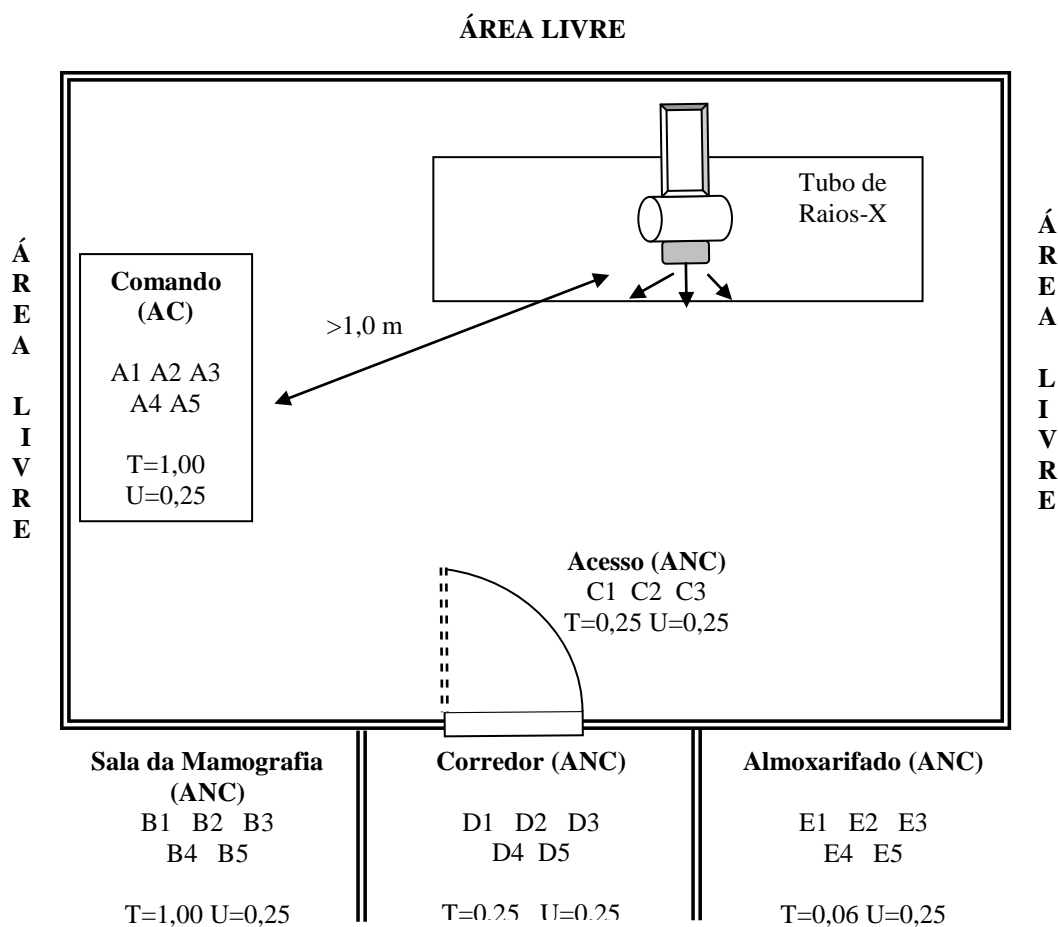 ÁREA LIVRE
Tubo de
Raios-X
Á
R
E
A
L
I
V
R
E
Comando
(AC)
A1 A2 A3
A4 A5
T=1,00
U=0,25
>1,0 m
Á
R
E
A
L
I
V
R
E
Acesso (ANC)
C1 C2 C3
T=0,25 U=0,25
Sala da Mamografia
(ANC)
B1 B2 B3
B4 B5
T=1,00 U=0,25
Corredor (ANC)
D1 D2 D3
D4 D5
T=0,25 U=0,25
Almoxarifado (ANC)
E1 E2 E3
E4 E5
T=0,06 U=0,25